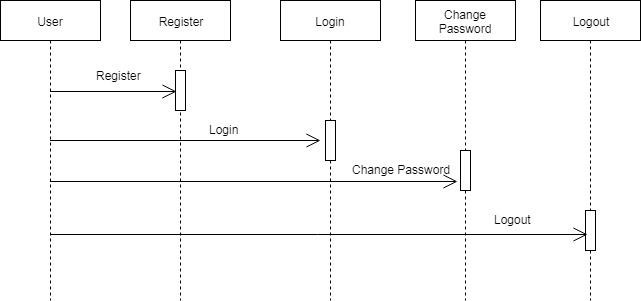 User
Register
Login
Change
Password
Logout
Register
Login
Change Password
Logout